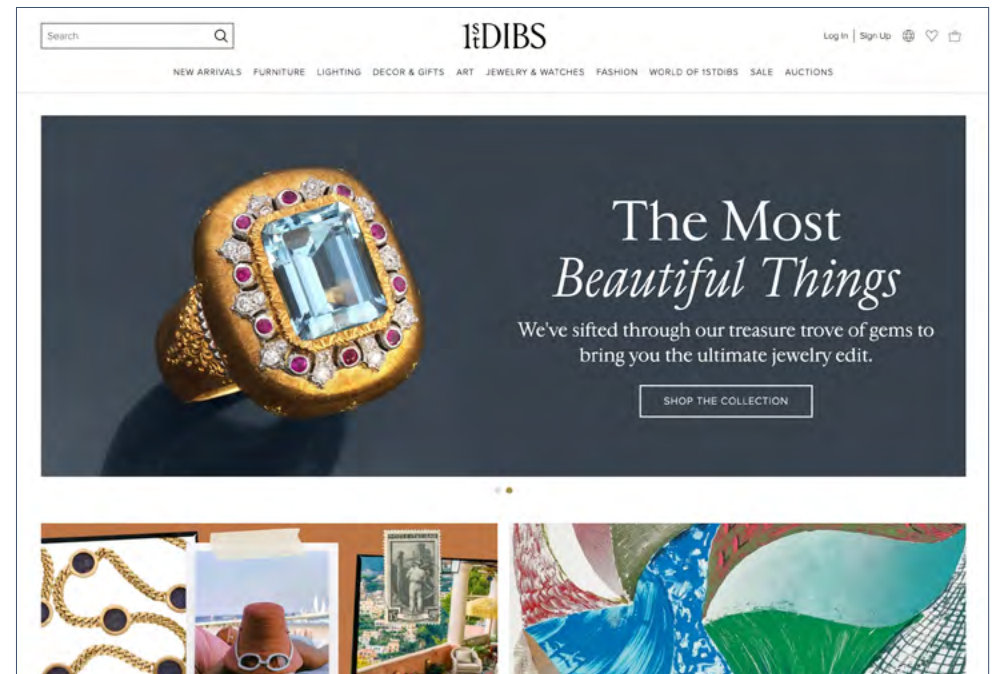 Search
1stDIBS
Log In | Sign Up
NEW ARRIVALS FURNITURE LIGHTING DECOR & GIFTS ART JEWELRY & WATCHES FASHION WORLD OF 1STDIBS SALE AUCTIONS
The Most
Beautiful Things
We've sifted through our treasure trove of gems to
bring you the ultimate jewelry edit.
SHOP THE COLLECTION